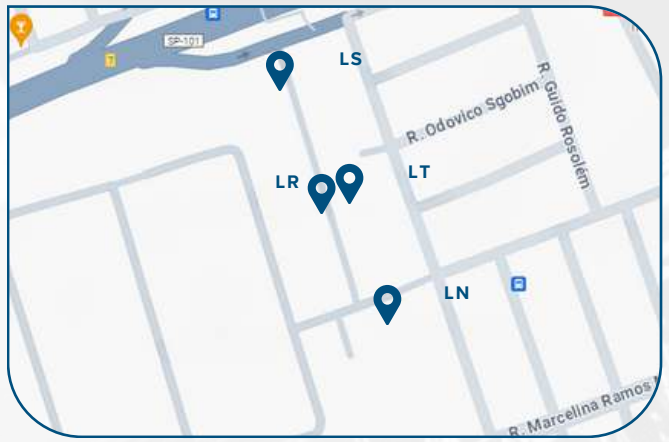 SP-101
LS
R. Guido Rosolém
R. Odovico Sgobim
LR
LT
LN
R. Marcelina Ramos